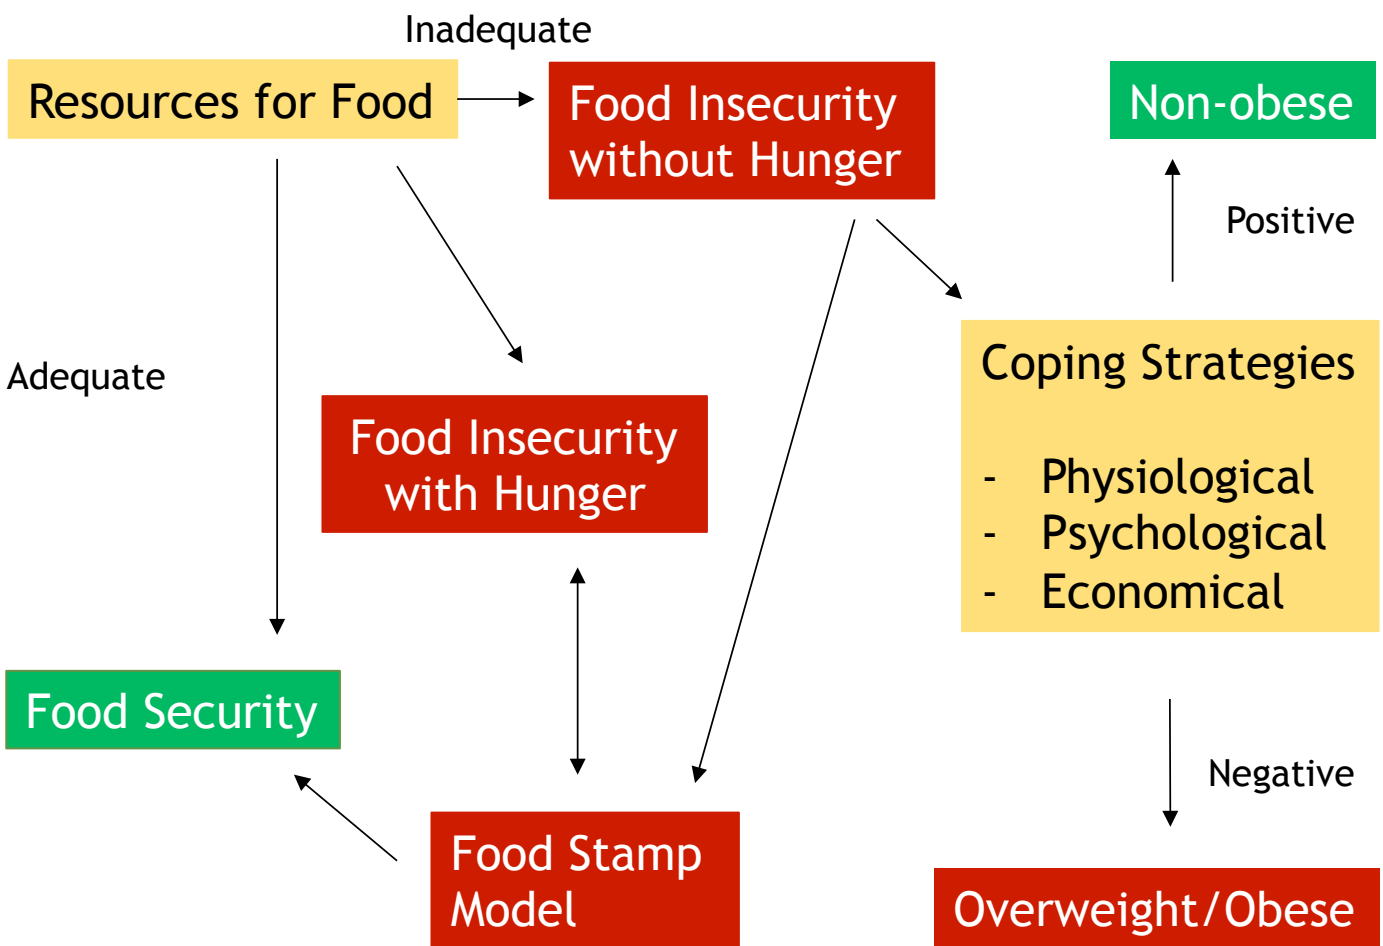 Inadequate
Resources for Food
Food Insecurity
without Hunger
Non-obese
Positive
Adequate
Coping Strategies
- Physiological
- Psychological
- Economical
Food Insecurity
with Hunger
Food Security
Negative
Food Stamp
Model
Overweight/Obese